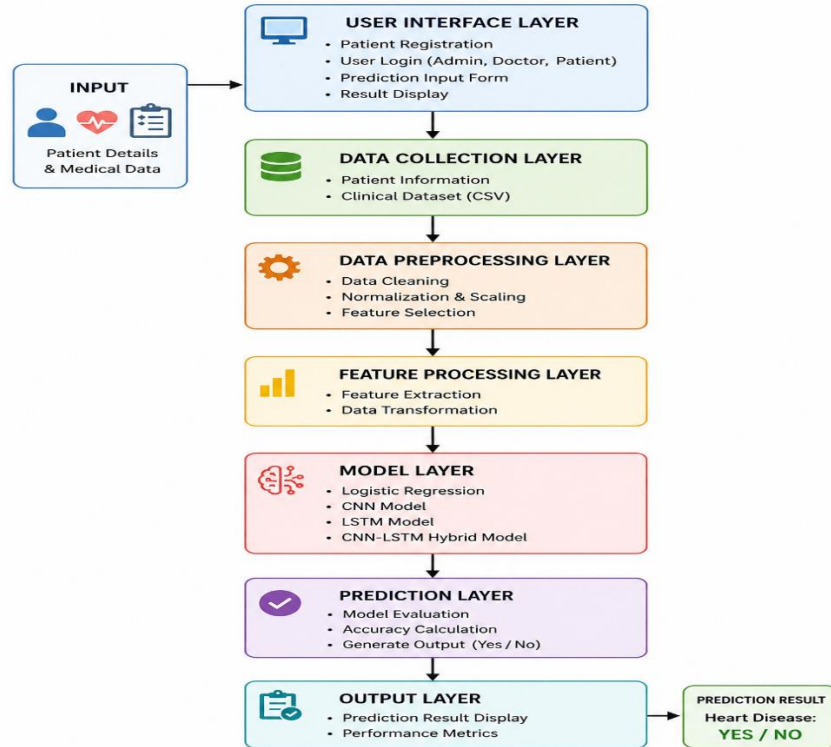 INPUT
Patient Details
& Medical Data
USER INTERFACE LAYER
• Patient Registration
• User Login (Admin, Doctor, Patient)
• Prediction Input Form
• Result Display
DATA COLLECTION LAYER
• Patient Information
• Clinical Dataset (CSV)
DATA PREPROCESSING LAYER
• Data Cleaning
• Normalization & Scaling
• Feature Selection
FEATURE PROCESSING LAYER
• Feature Extraction
• Data Transformation
MODEL LAYER
• Logistic Regression
• CNN Model
• LSTM Model
• CNN-LSTM Hybrid Model
PREDICTION LAYER
• Model Evaluation
• Accuracy Calculation
• Generate Output (Yes / No)
OUTPUT LAYER
• Prediction Result Display
• Performance Metrics
PREDICTION RESULT
Heart Disease:
YES / NO